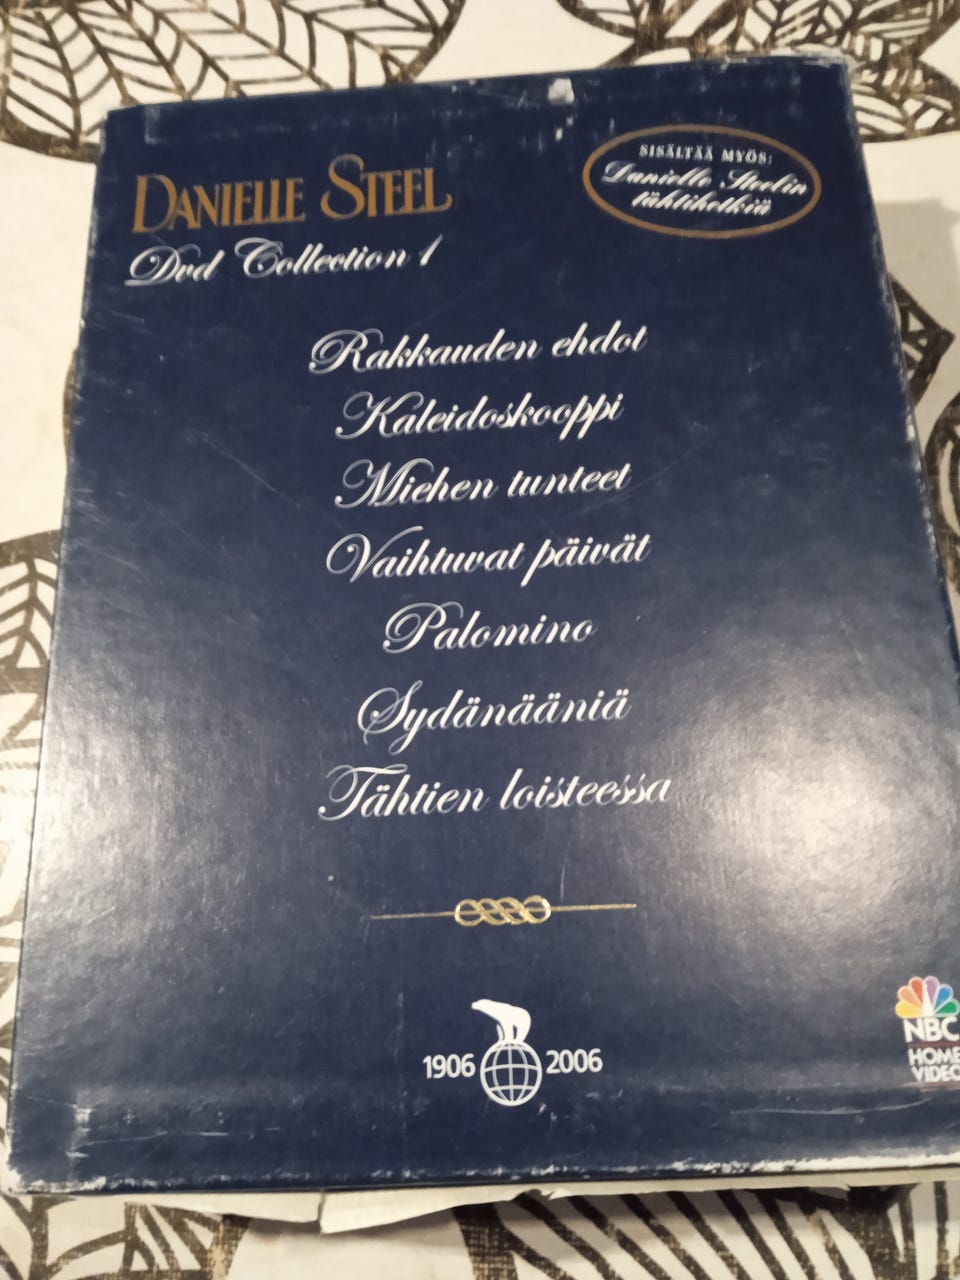 DANIELLE STEEL
Dvd Collection 1
SISÄLTÄÄ MYÖS:
Danielle Steelin
tähtihetkiä
Rakkauden ehdot
Kaleidoskooppi
Miehen tunteet
Vaihtuvat päivät
Palomino
Sydänääniä
Tähtien loisteessa
1906 2006
NBC
HOME
VIDEO